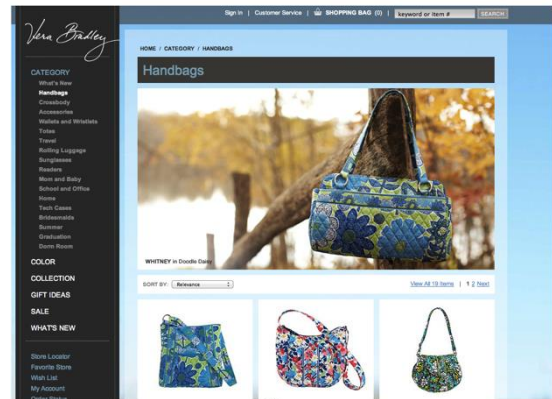 Sign In | Customer Service | SHOPPING BAG (0) | keyword or item # SEARCH
Vera Bradley
HOME / CATEGORY / HANDBAGS
Handbags
CATEGORY
What's New
Handbags
Crossbody
Accessories
Wallets and Wristlets
Totes
Travel
Rolling Luggage
Sunglasses
Readers
Mom and Baby
School and Office
Home
Tech Cases
Bridesmaids
Summer
Graduation
Dorm Room
COLOR
COLLECTION
GIFT IDEAS
SALE
WHAT'S NEW
Store Locator
Favorite Store
Wish List
My Account
Order Status
WHITNEY in Doodle Daisy
SORT BY: Relevance
View All 19 Items | 1 2 Next